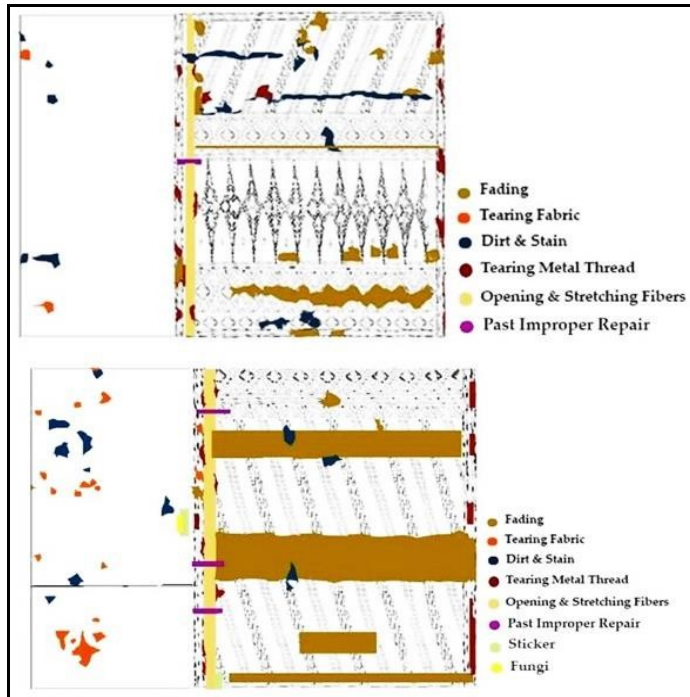 Fading
Tearing Fabric
Dirt & Stain
Tearing Metal Thread
Opening & Stretching Fibers
Past Improper Repair
Fading
Tearing Fabric
Dirt & Stain
Tearing Metal Thread
Opening & Stretching Fibers
Past Improper Repair
Sticker
Fungi